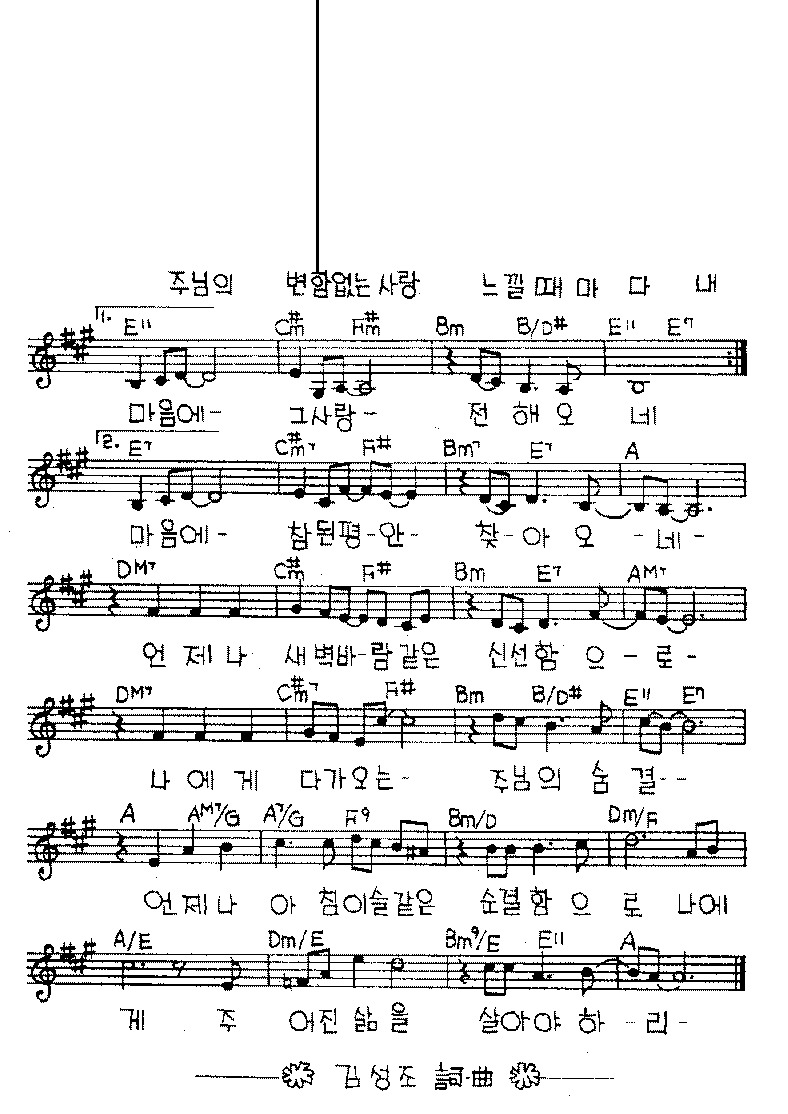 주님의 변함없는 사랑 느낄 때 마 다 내
1. E11 C#m F#m Bm B/D# E11 E7
마음에- 그사랑- 전 해 오 네
2. E7 C#m7 F# Bm7 E7 A
마음에- 참된평-안- 찾-아 오 -네-
DM7 C#m F# Bm E7 AM7
언 제 나 새벽바-람같은 신선함 으 - 로 -
DM7 C#m7 F# Bm B/D# E11 E7
나 에 게 다가오는- 주님의 숨 결--
A AM7/G A7/G F9 Bm/D Dm/F
언 제 나 아 침이슬같은 순결함 으 로 나에
A/E Dm/E Bm9/E E11 A
게 주 어진 삶 을 살아야 하 - 리 -
김 성 조 詞·曲